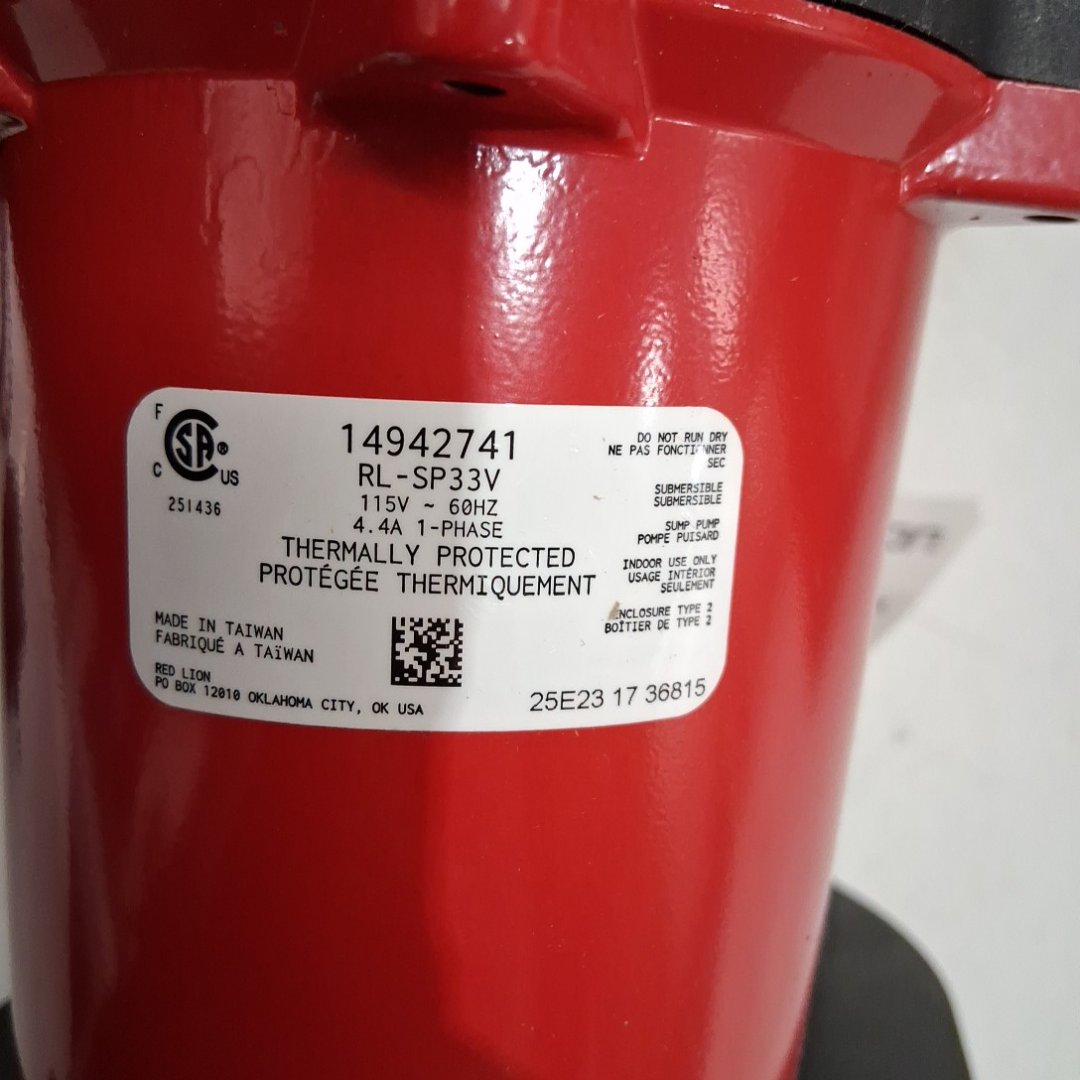 F
C
SA
®
US
251436
14942741
RL-SP33V
115V ~ 60HZ
4.4A 1-PHASE
THERMALLY PROTECTED
PROTÉGÉE THERMIQUEMENT
DO NOT RUN DRY
NE PAS FONCTIONNER
SEC
SUBMERSIBLE
SUBMERSIBLE
SUMP PUMP
POMPE PUISARD
INDOOR USE ONLY
USAGE INTÉRIOR
SEULEMENT
ENCLOSURE TYPE 2
BOÎTIER DE TYPE 2
MADE IN TAIWAN
FABRIQUÉ A TAÏWAN
RED LION
PO BOX 12010 OKLAHOMA CITY, OK USA
25E23 17 36815